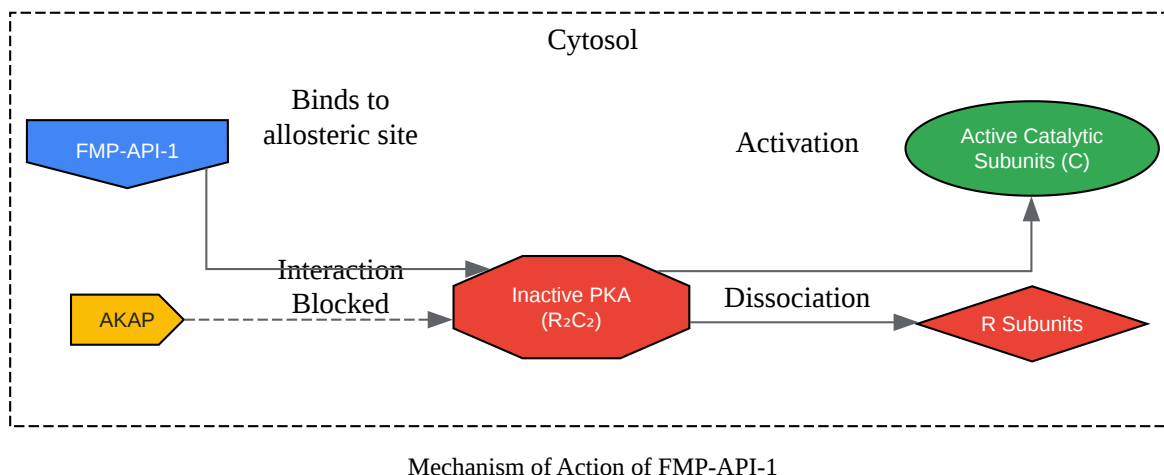 Cytosol
Binds to
allosteric site
FMP-API-1
Activation
Active Catalytic
Subunits (C)
Interaction
Blocked
AKAP
Inactive PKA
(R₂C₂)
Dissociation
R Subunits
Mechanism of Action of FMP-API-1